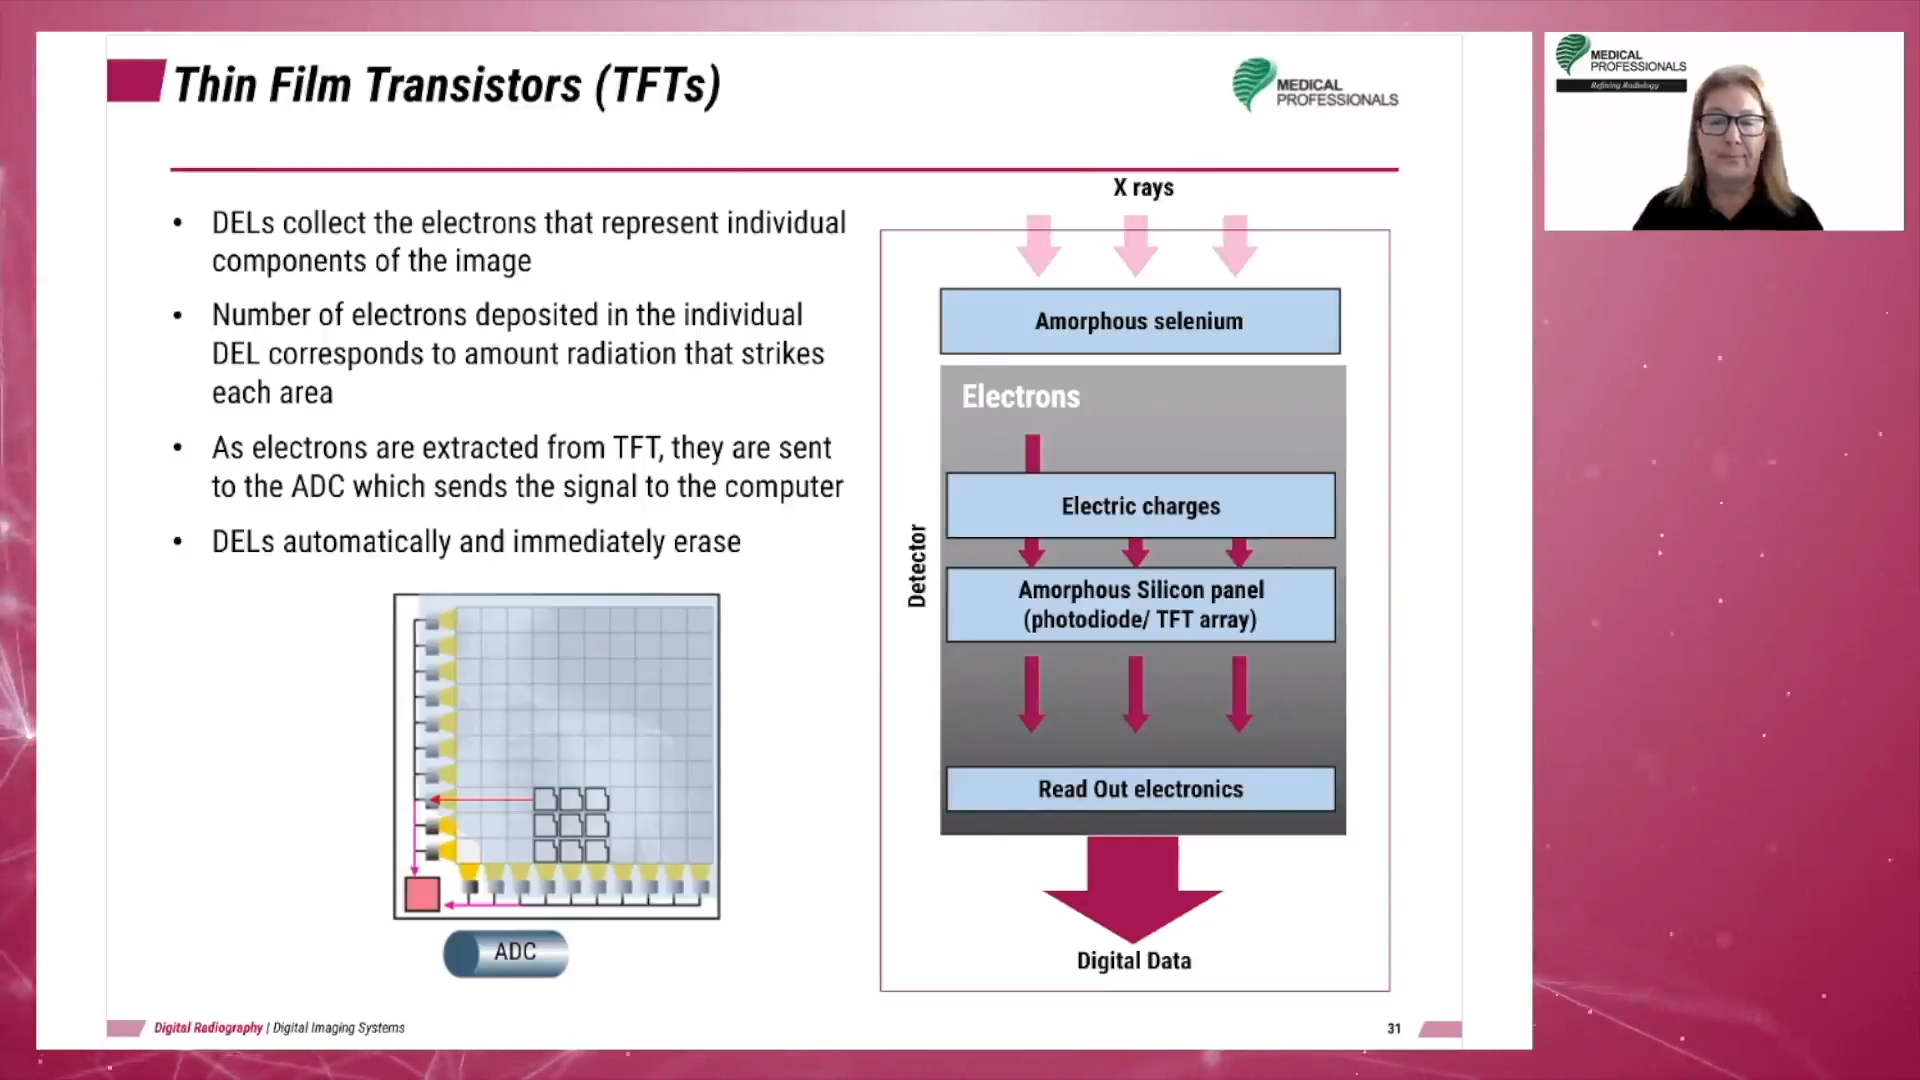 Thin Film Transistors (TFTs)
MEDICAL
PROFESSIONALS
• DELs collect the electrons that represent individual
components of the image
• Number of electrons deposited in the individual
DEL corresponds to amount radiation that strikes
each area
• As electrons are extracted from TFT, they are sent
to the ADC which sends the signal to the computer
• DELs automatically and immediately erase
ADC
X rays
Amorphous selenium
Electrons
Electric charges
Detector
Amorphous Silicon panel
(photodiode/ TFT array)
Read Out electronics
Digital Data
Digital Radiography | Digital Imaging Systems
31
MEDICAL
PROFESSIONALS
Refining Radiology